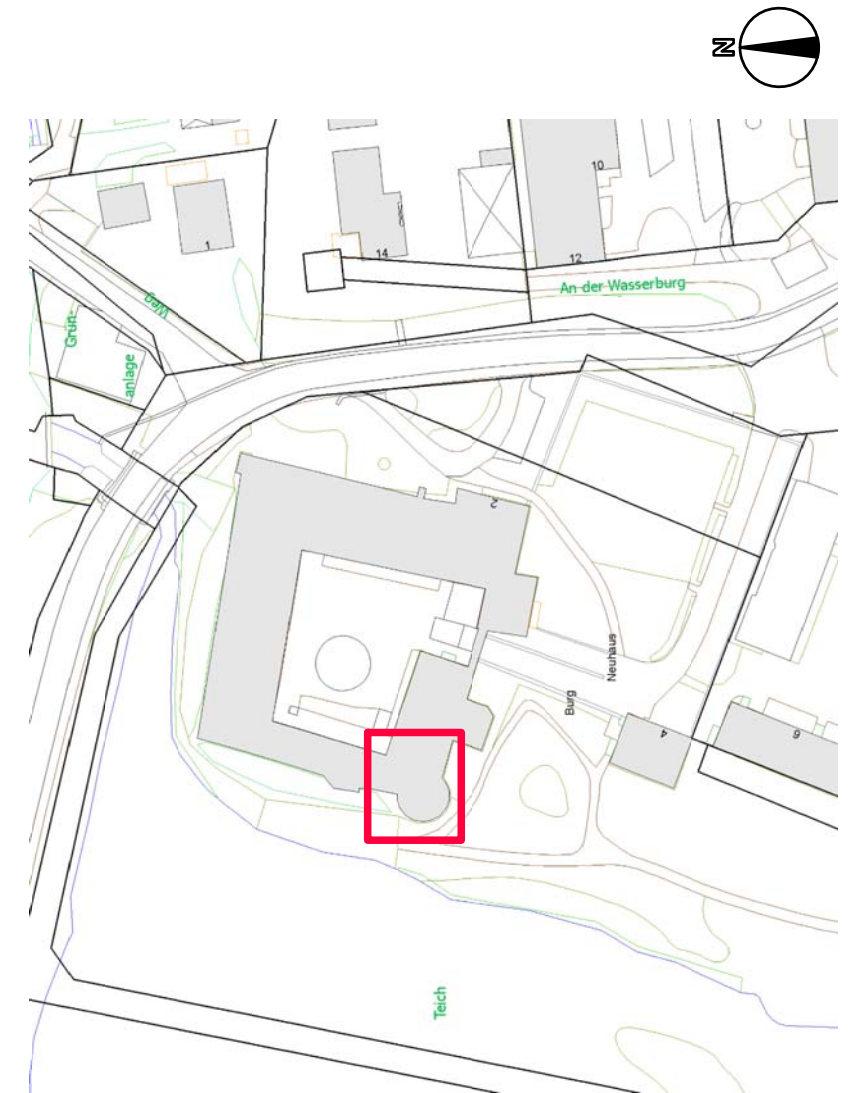 N
10
1
14
12
An der Wasserburg
Weg
Grün-
anlage
2
Neuhaus
Burg
4
6
Teich